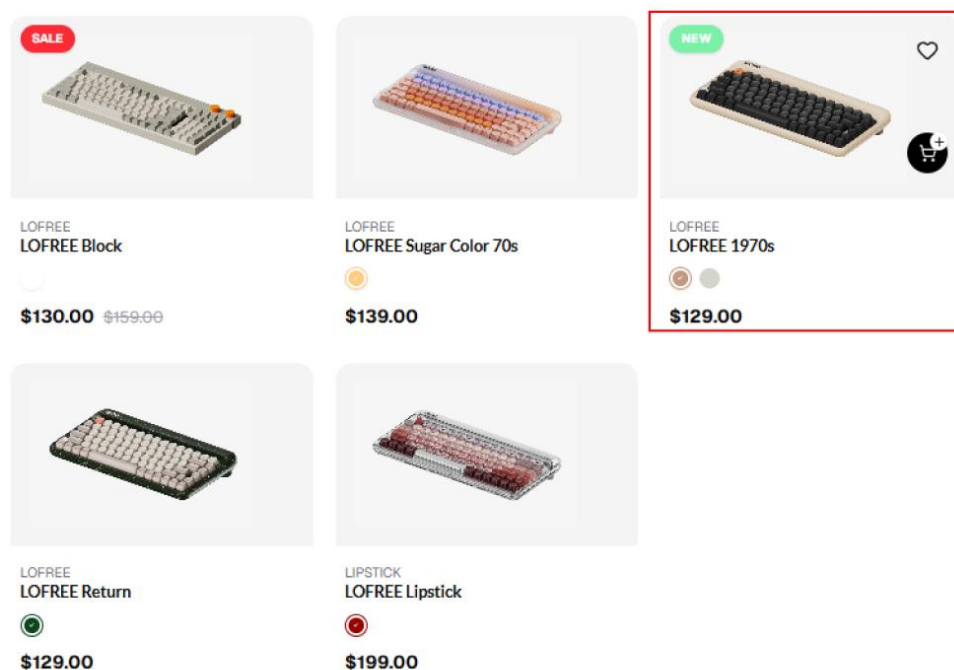 SALE
LOFREE
LOFREE Block
$130.00 $159.00
LOFREE
LOFREE Sugar Color 70s
$139.00
NEW
LOFREE
LOFREE 1970s
$129.00
LOFREE
LOFREE Return
$129.00
LIPSTICK
LOFREE Lipstick
$199.00